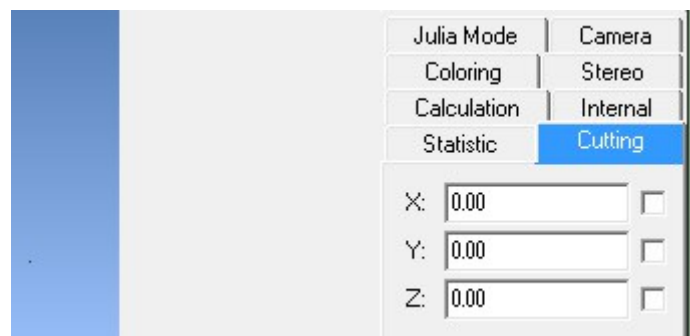 Julia Mode Camera
Coloring Stereo
Calculation Internal
Statistic Cutting
X: 0.00
Y: 0.00
Z: 0.00